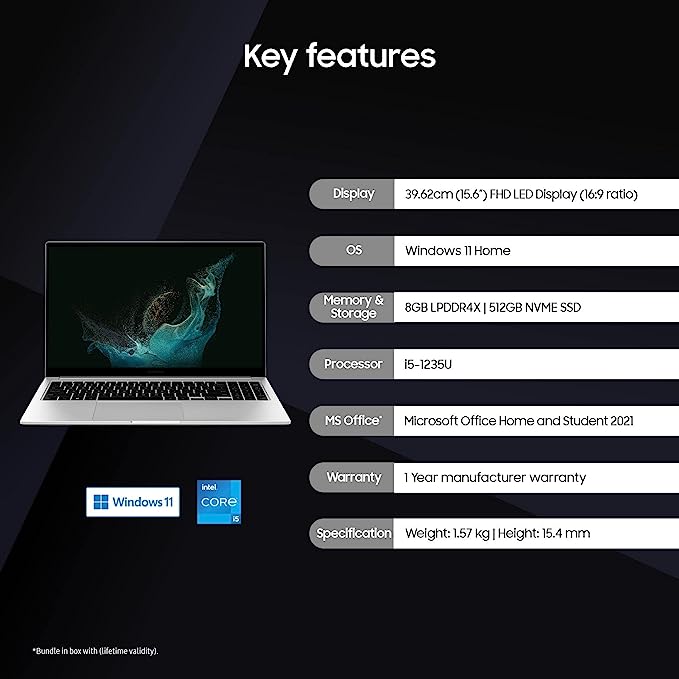 Key features
Display
39.62cm (15.6") FHD LED Display (16:9 ratio)
OS
Windows 11 Home
Memory &
Storage
8GB LPDDR4X | 512GB NVME SSD
Processor
i5-1235U
MS Office*
Microsoft Office Home and Student 2021
Warranty
1 Year manufacturer warranty
Specification
Weight: 1.57 kg | Height: 15.4 mm
Windows 11
intel.
CORE
i5
*Bundle in box with (lifetime validity).